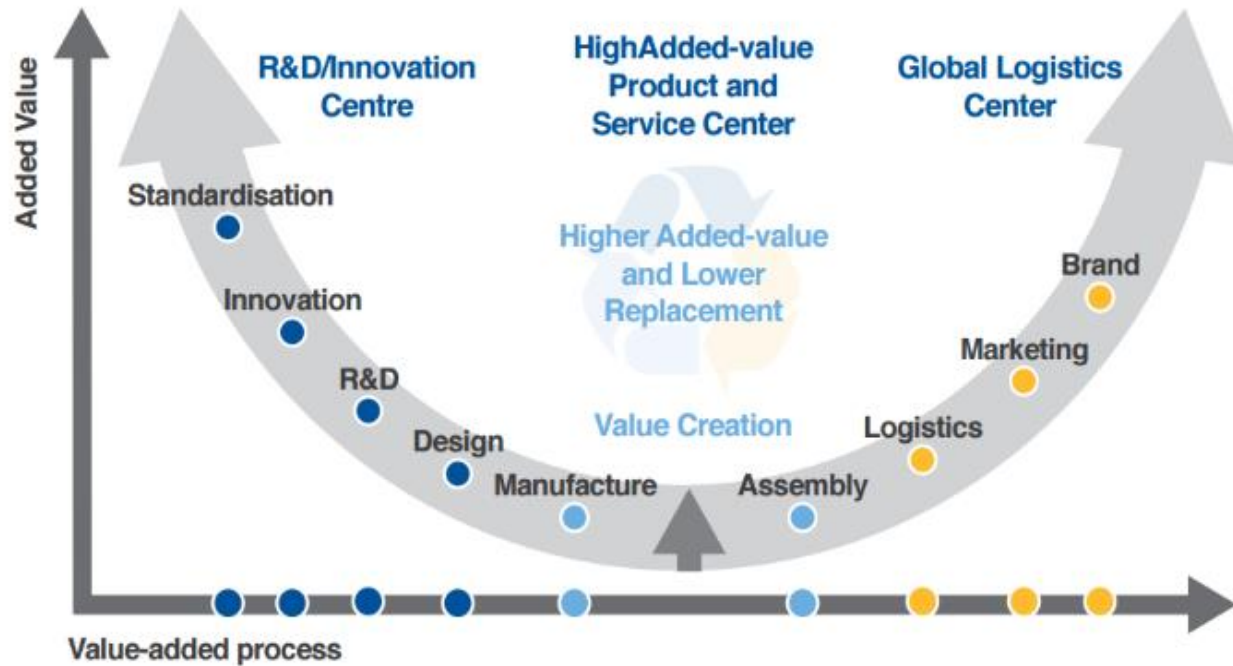 Added Value
R&D/Innovation
Centre
HighAdded-value
Product and
Service Center
Global Logistics
Center
Standardisation
Higher Added-value
and Lower
Replacement
Innovation
Brand
R&D
Marketing
Value Creation
Design
Logistics
Manufacture
Assembly
Value-added process